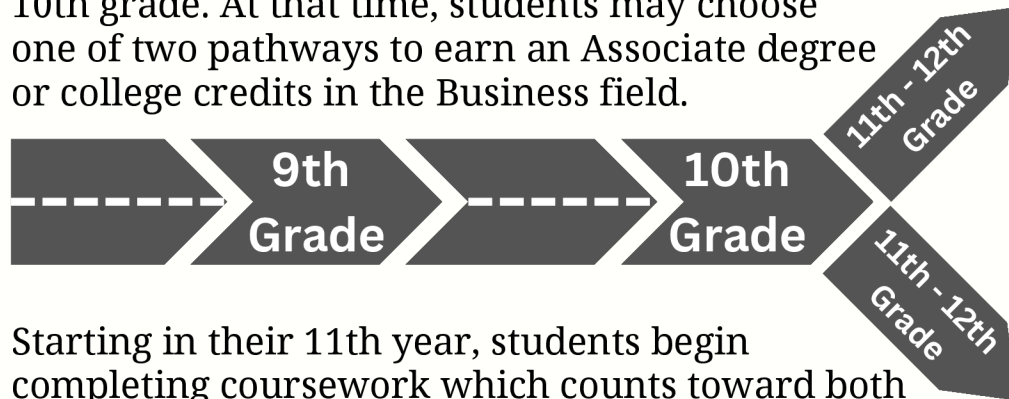 10th grade. At that time, students may choose
one of two pathways to earn an Associate degree
or college credits in the Business field.
9th
Grade
10th
Grade
11th - 12th
Grade
11th - 12th
Grade
Starting in their 11th year, students begin
completing coursework which counts toward both